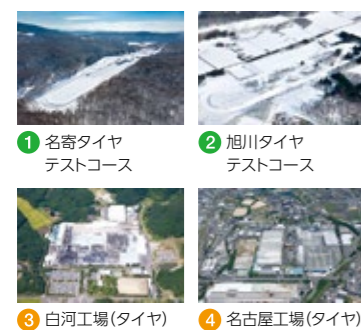 1 名寄タイヤ
テストコース
2 旭川タイヤ
テストコース
3 白河工場（タイヤ）
4 名古屋工場（タイヤ）